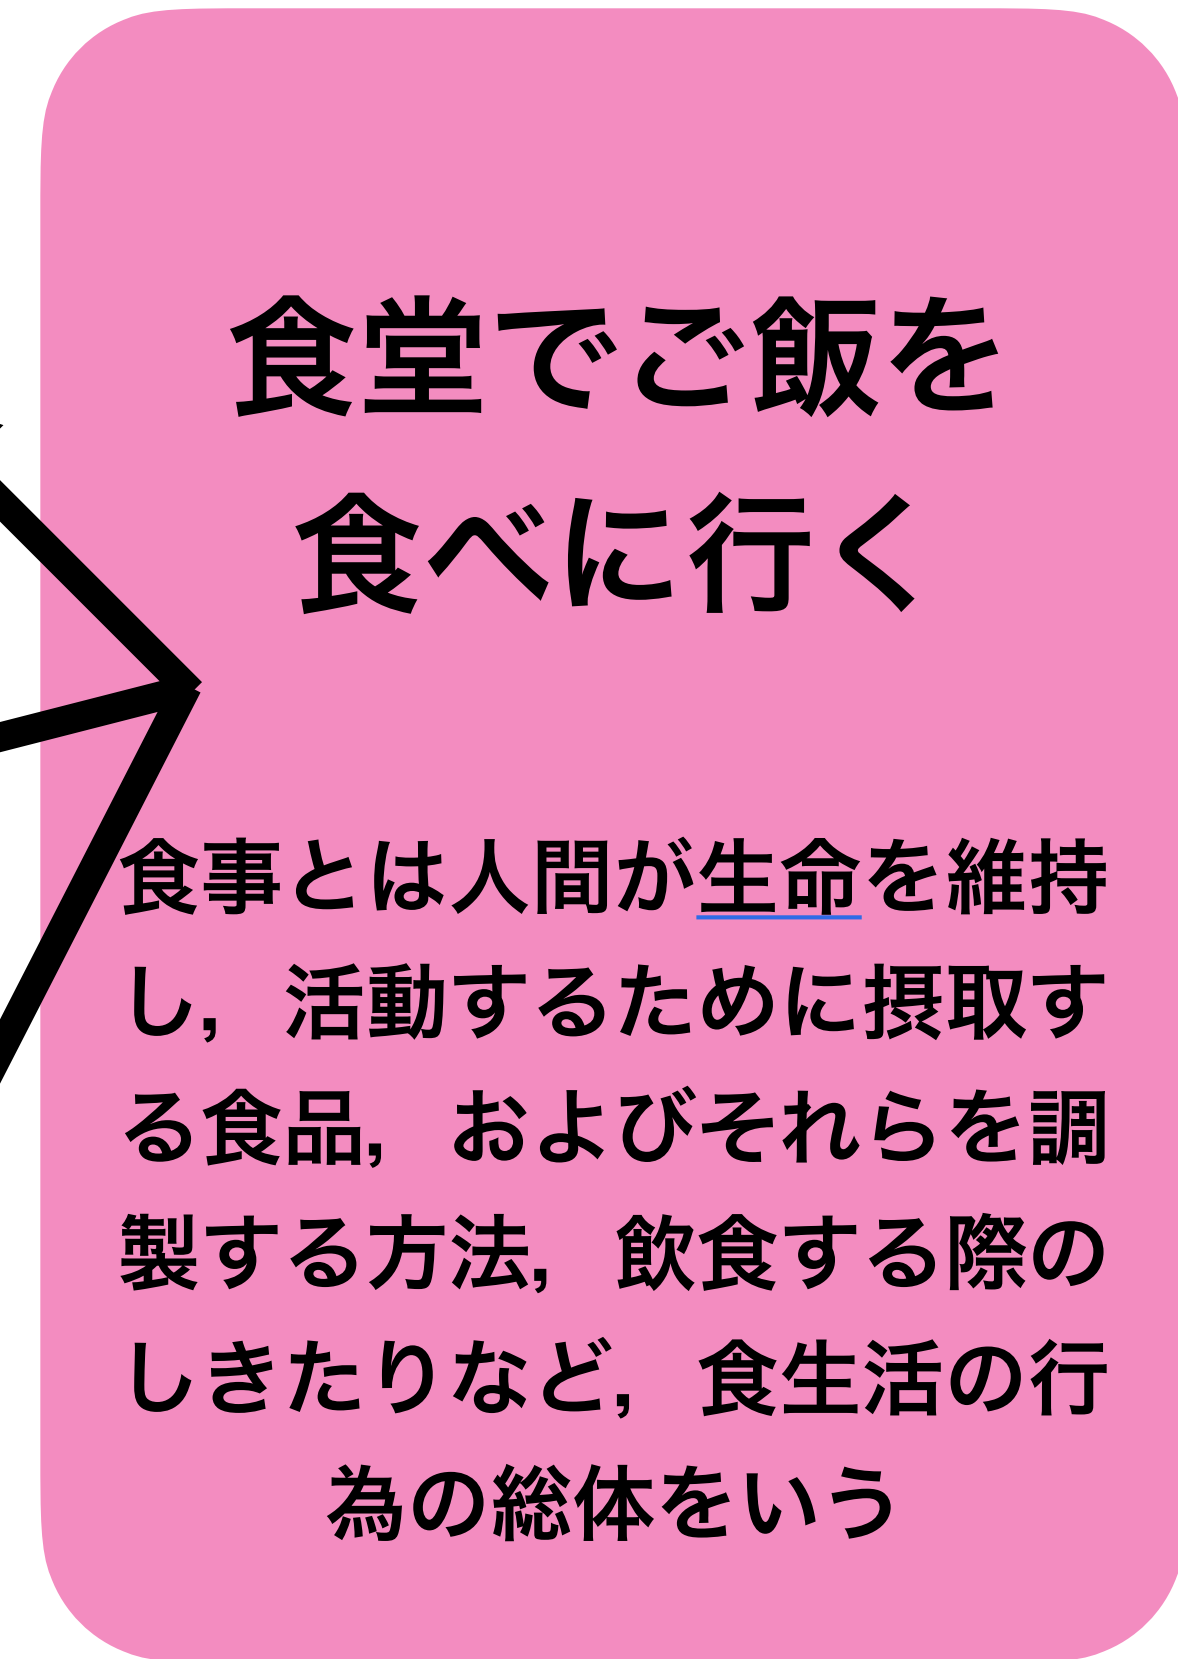 食堂でご飯を
食べに行く
食事とは人間が生命を維持
し，活動するために摂取す
る食品，およびそれらを調
製する方法，飲食する際の
しきたりなど，食生活の行
為の総体をいう